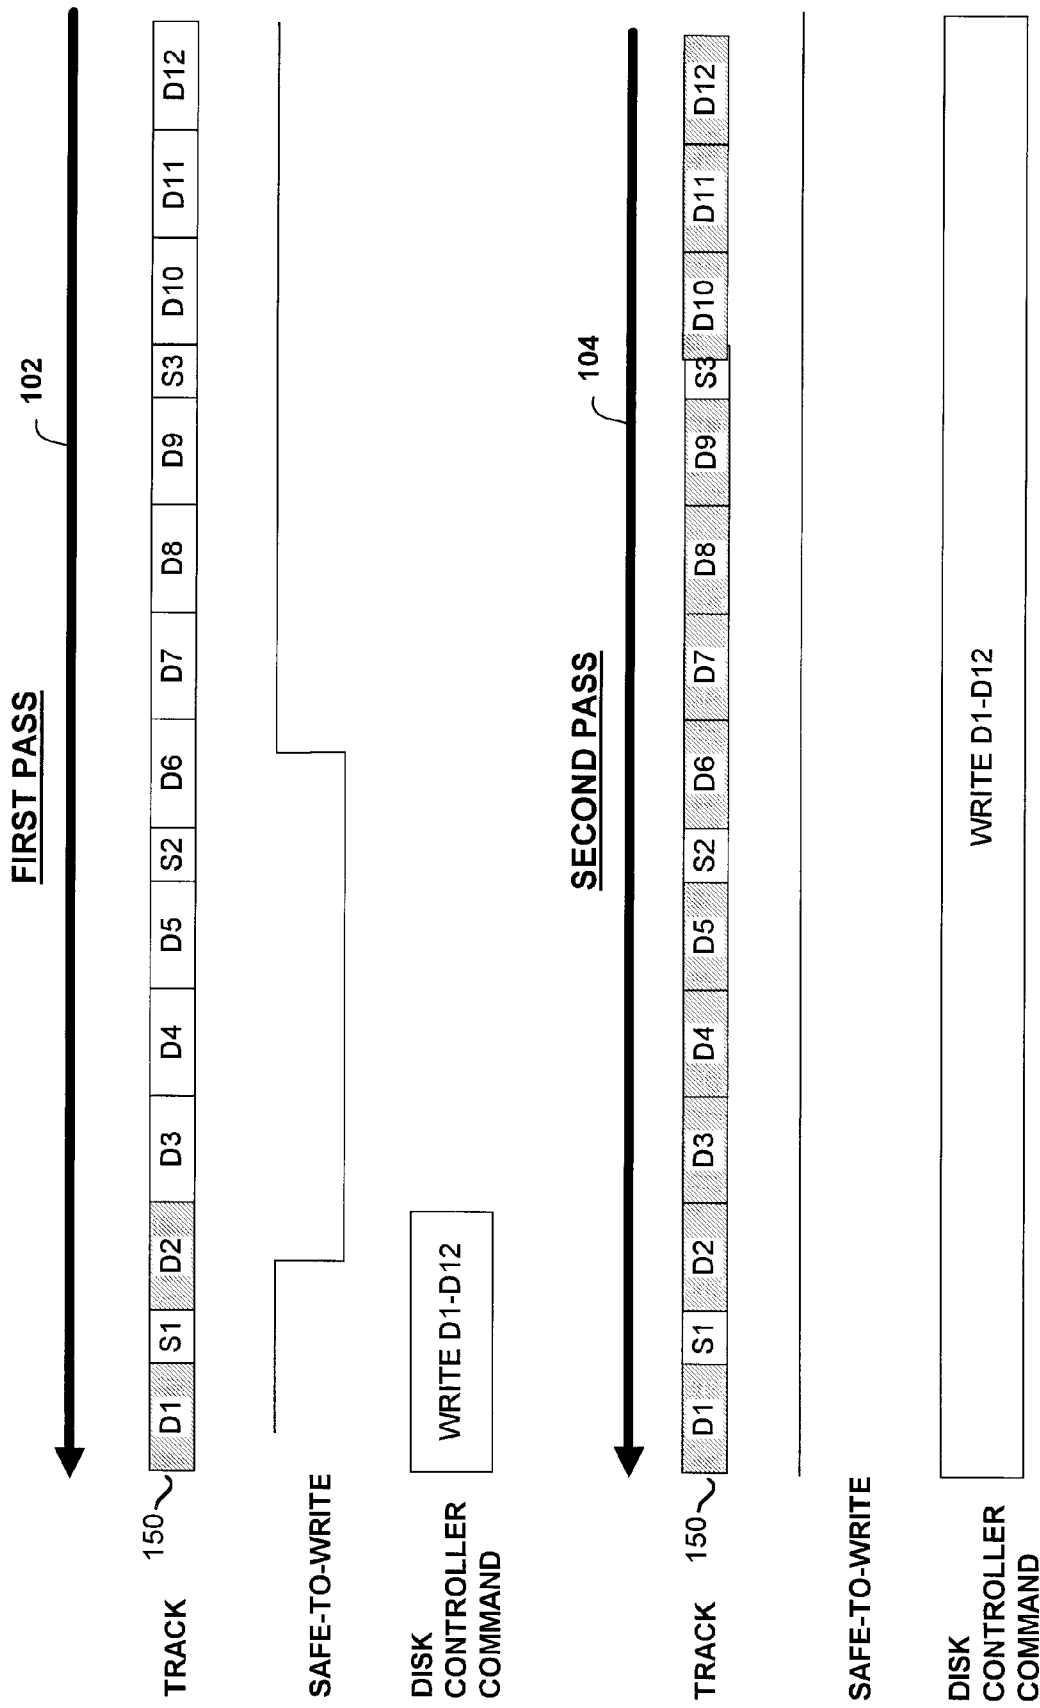 FIRST PASS
102
150
TRACK
D1 S1 D2 D3 D4 D5 S2 D6 D7 D8 D9 S3 D10 D11 D12
SAFE-TO-WRITE
DISK
CONTROLLER
COMMAND
WRITE D1-D12
SECOND PASS
104
150
TRACK
D1 S1 D2 D3 D4 D5 S2 D6 D7 D8 D9 S3 D10 D11 D12
SAFE-TO-WRITE
DISK
CONTROLLER
COMMAND
WRITE D1-D12